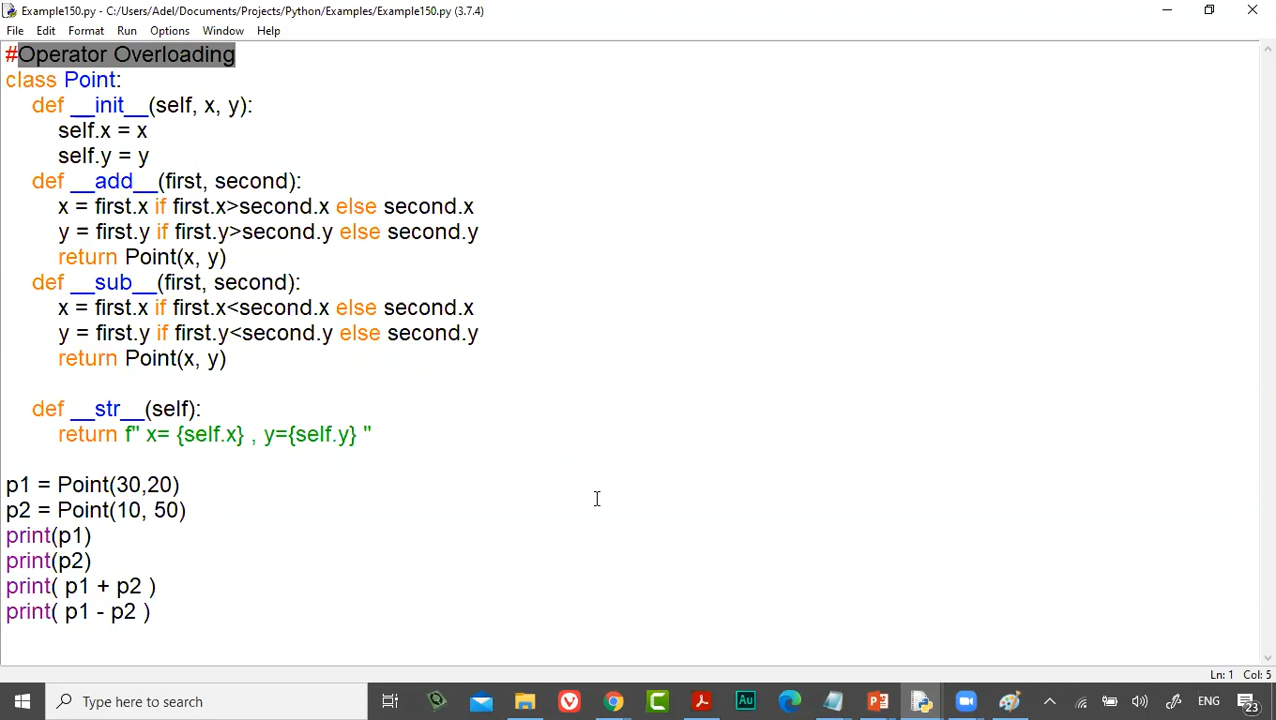 Example150.py - C:/Users/Adel/Documents/Projects/Python/Examples/Example150.py (3.7.4)
File Edit Format Run Options Window Help
#Operator Overloading
class Point:
    def __init__(self, x, y):
        self.x = x
        self.y = y
    def __add__(first, second):
        x = first.x if first.x>second.x else second.x
        y = first.y if first.y>second.y else second.y
        return Point(x, y)
    def __sub__(first, second):
        x = first.x if first.x<second.x else second.x
        y = first.y if first.y<second.y else second.y
        return Point(x, y)
    def __str__(self):
        return f" x= {self.x} , y={self.y} "
p1 = Point(30,20)
p2 = Point(10, 50)
print(p1)
print(p2)
print( p1 + p2 )
print( p1 - p2 )
Ln: 1 Col: 5
Type here to search
Au
ENG
23